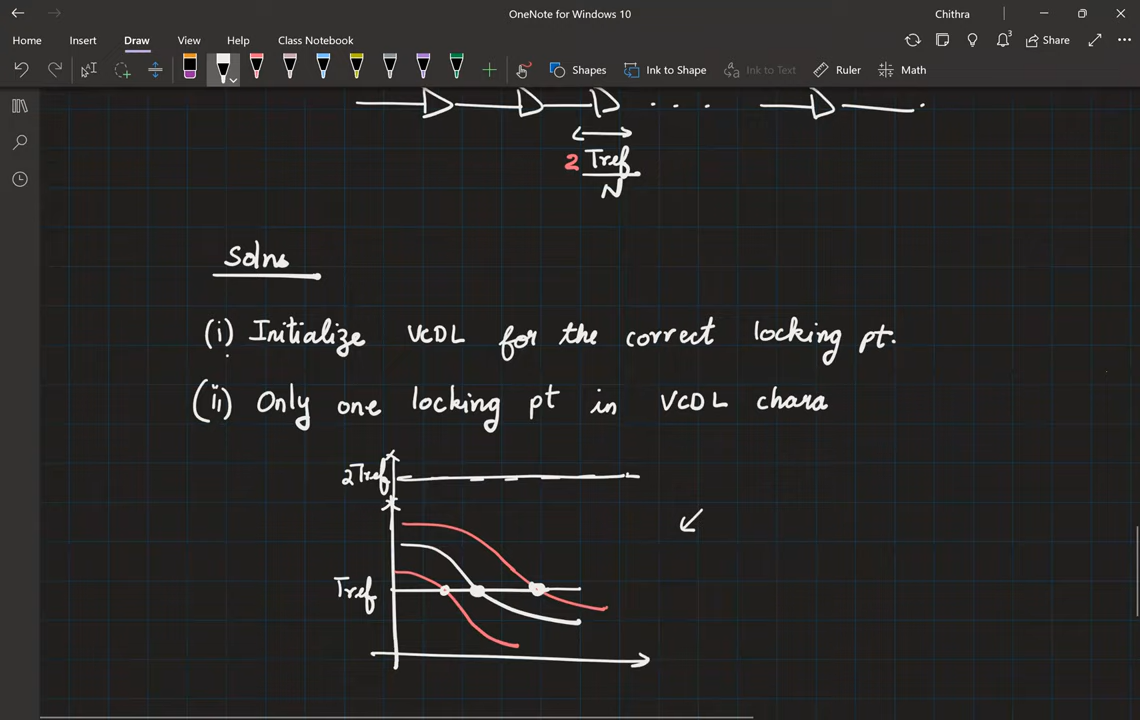 OneNote for Windows 10
Chithra
Home Insert Draw View Help Class Notebook
Share
Shapes Ink to Shape Ink to Text Ruler Math
2 Tref
N
Solns
(i) Initialize VCDL for the correct locking pt.
(ii) Only one locking pt in VCDL chara
2Tref
Tref